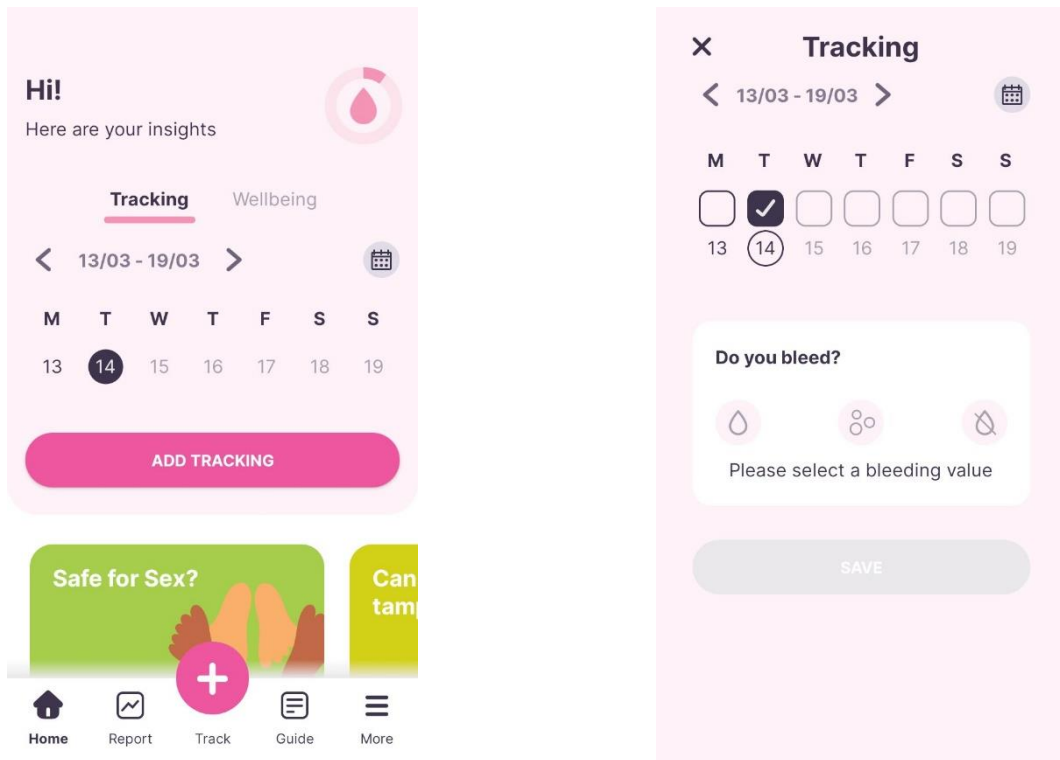 Hi!
Here are your insights
Tracking Wellbeing
13/03 - 19/03
M T W T F S S
13 14 15 16 17 18 19
ADD TRACKING
Safe for Sex?
Can
Home Report Track Guide More
Tracking
13/03 - 19/03
M T W T F S S
13 14 15 16 17 18 19
Do you bleed?
Please select a bleeding value
SAVE